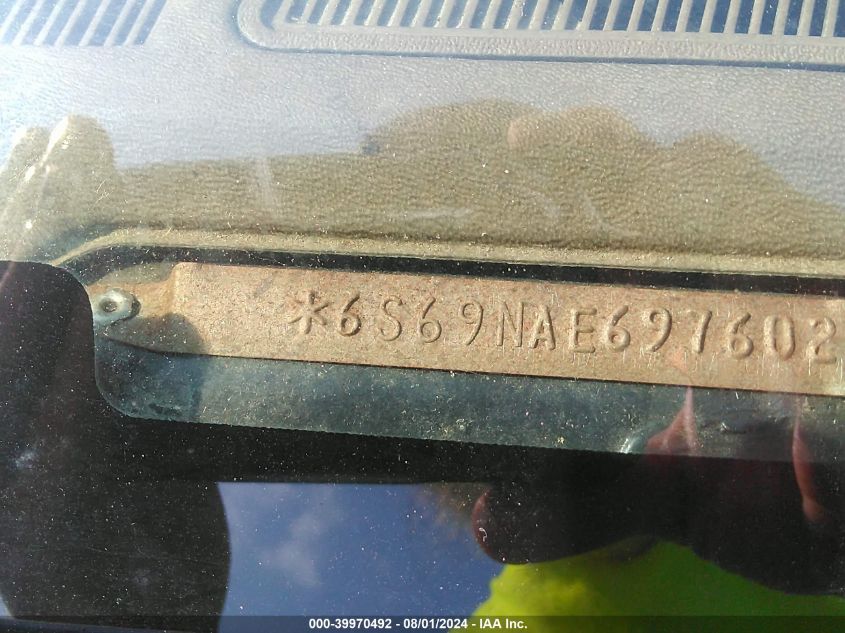 *6S69NAE697602
000-39970492 - 08/01/2024 - IAA Inc.